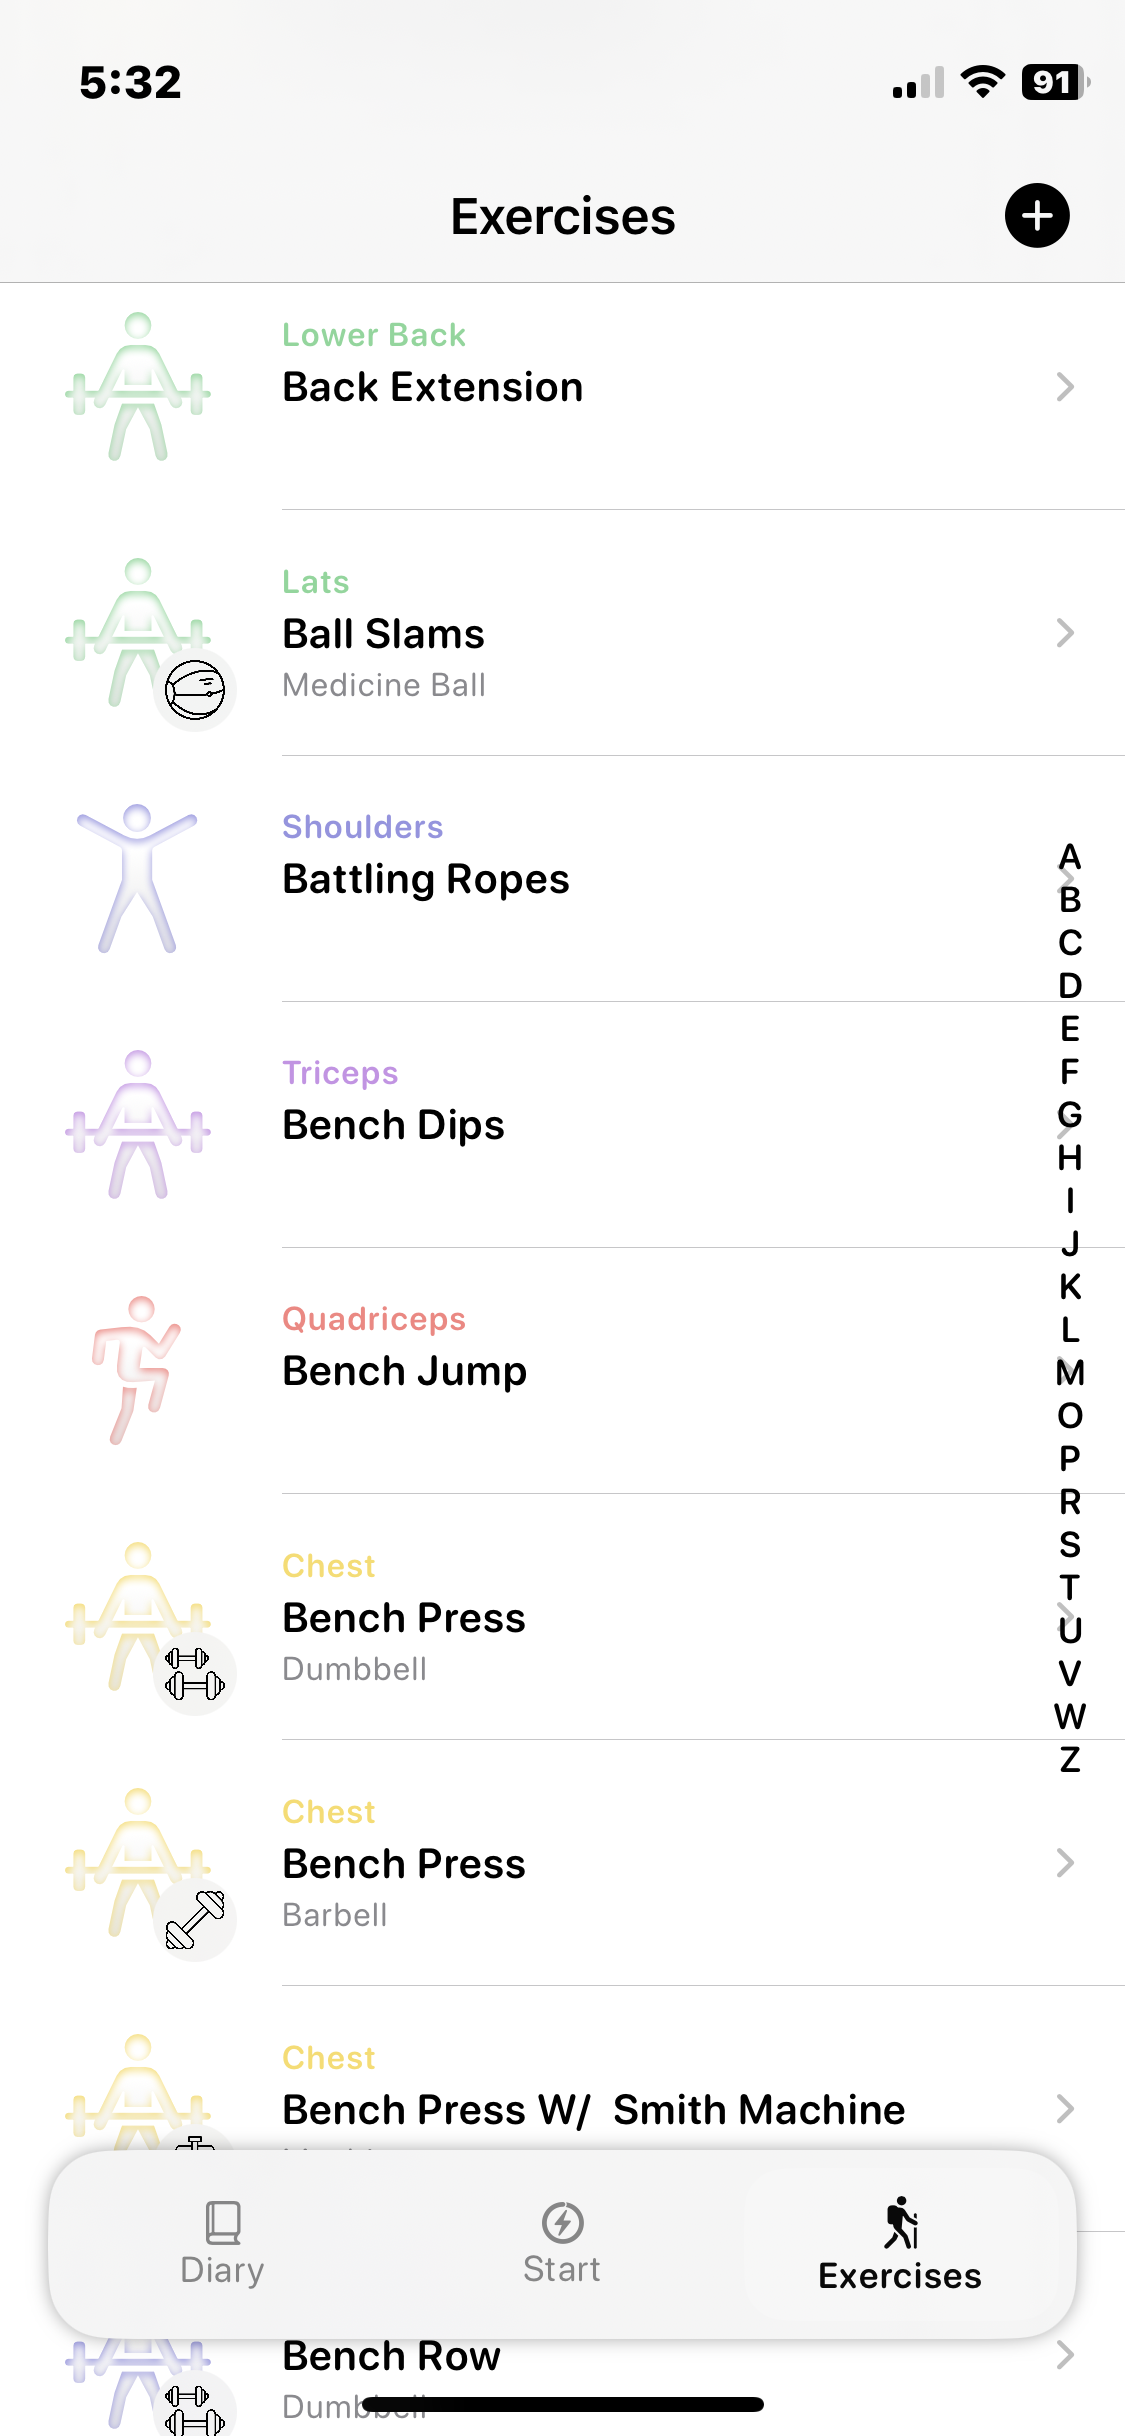 5:32
91
Exercises
Lower Back
Back Extension
Lats
Ball Slams
Medicine Ball
Shoulders
Battling Ropes
Triceps
Bench Dips
Quadriceps
Bench Jump
Chest
Bench Press
Dumbbell
Chest
Bench Press
Barbell
Chest
Bench Press W/  Smith Machine
Bench Row
Dumbbell
A
B
C
D
E
F
G
H
I
J
K
L
M
O
P
R
S
T
U
V
W
Z
Diary
Start
Exercises